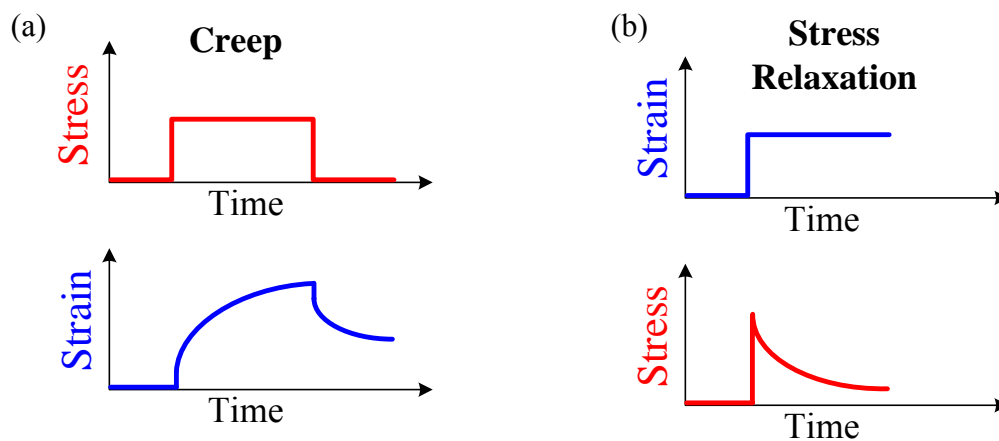 (a)
Creep
Stress
Time
Strain
Time
(b)
Stress
Relaxation
Strain
Time
Stress
Time